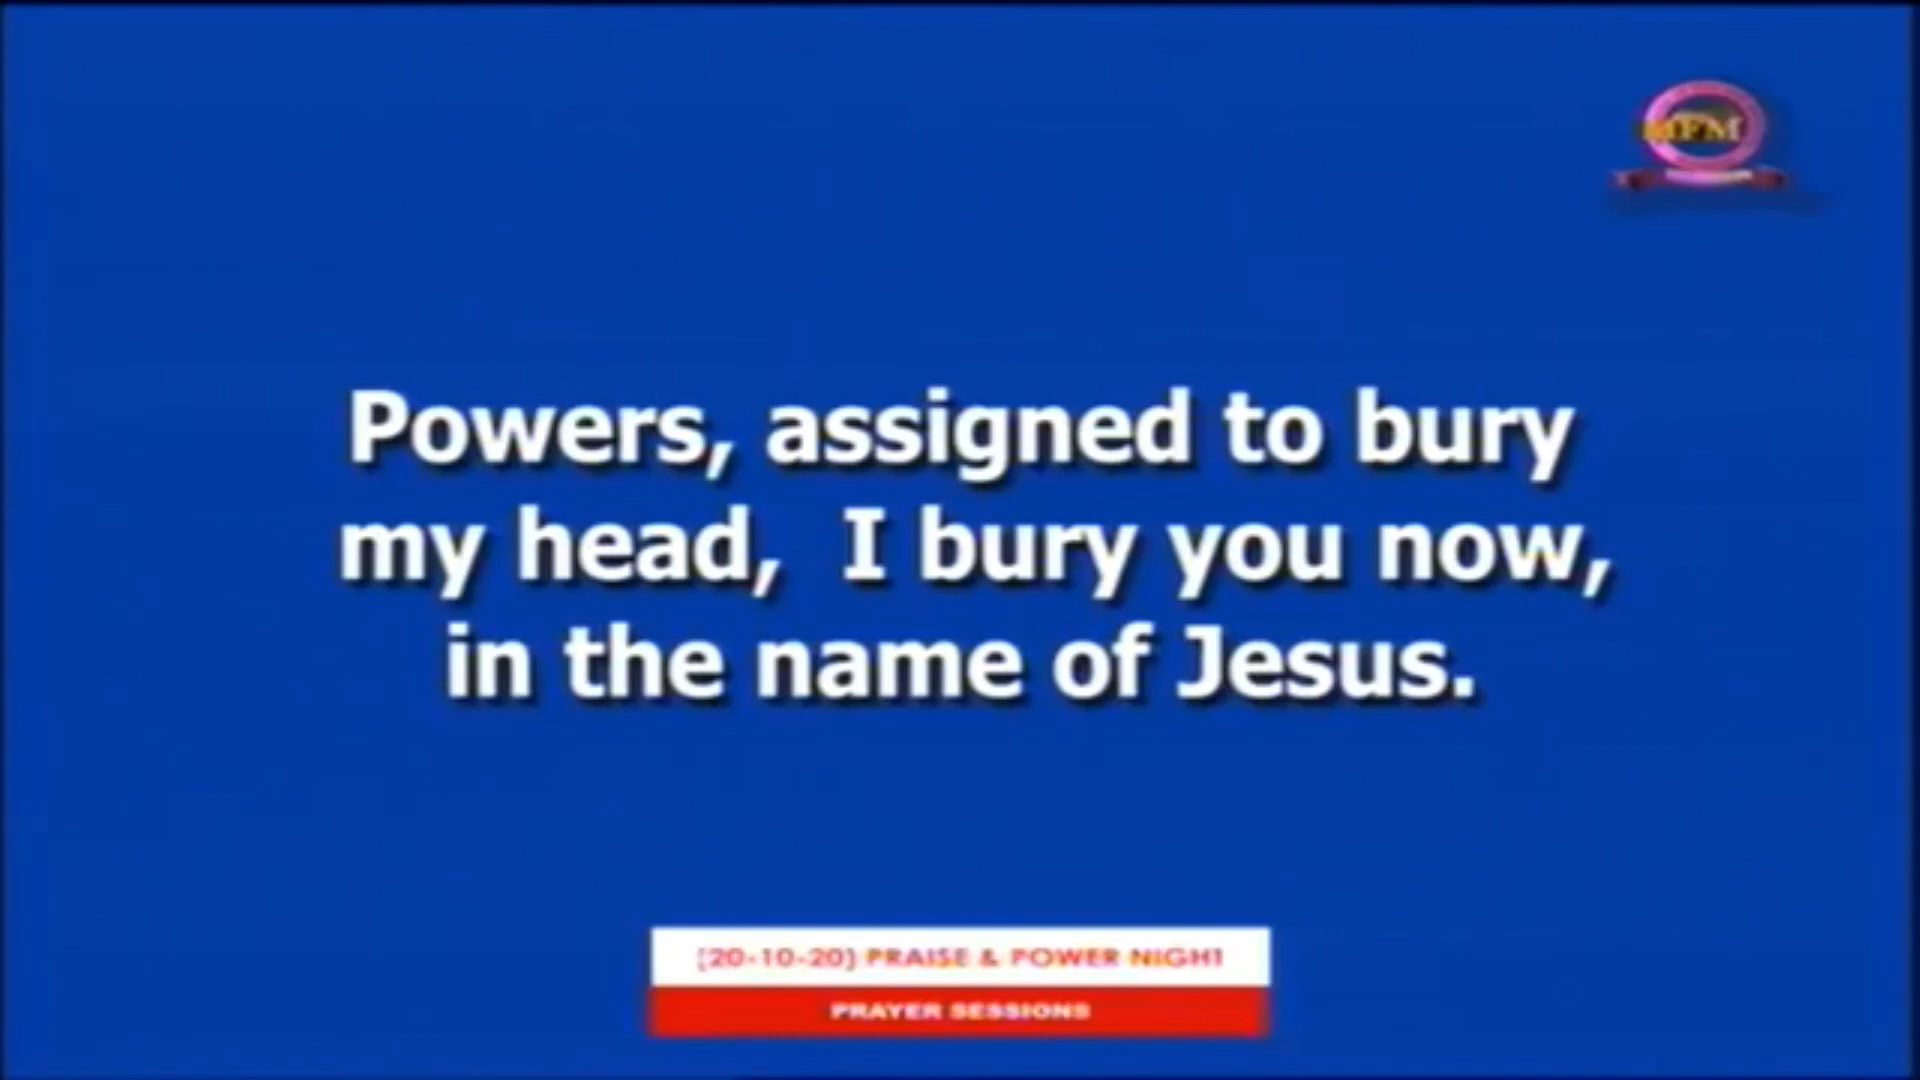 MFM
Powers, assigned to bury
my head,  I bury you now,
in the name of Jesus.
[20-10-20] PRAISE & POWER NIGHT
PRAYER SESSIONS